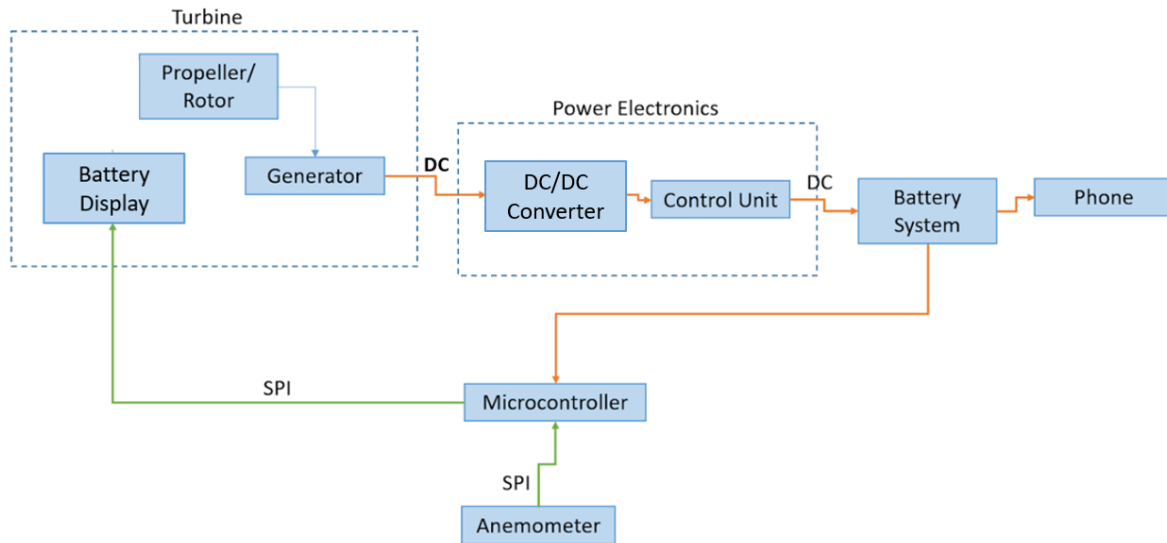 Turbine
Propeller/
Rotor
Battery
Display
Generator
DC
Power Electronics
DC/DC
Converter
Control Unit
DC
Battery
System
Phone
SPI
Microcontroller
SPI
Anemometer